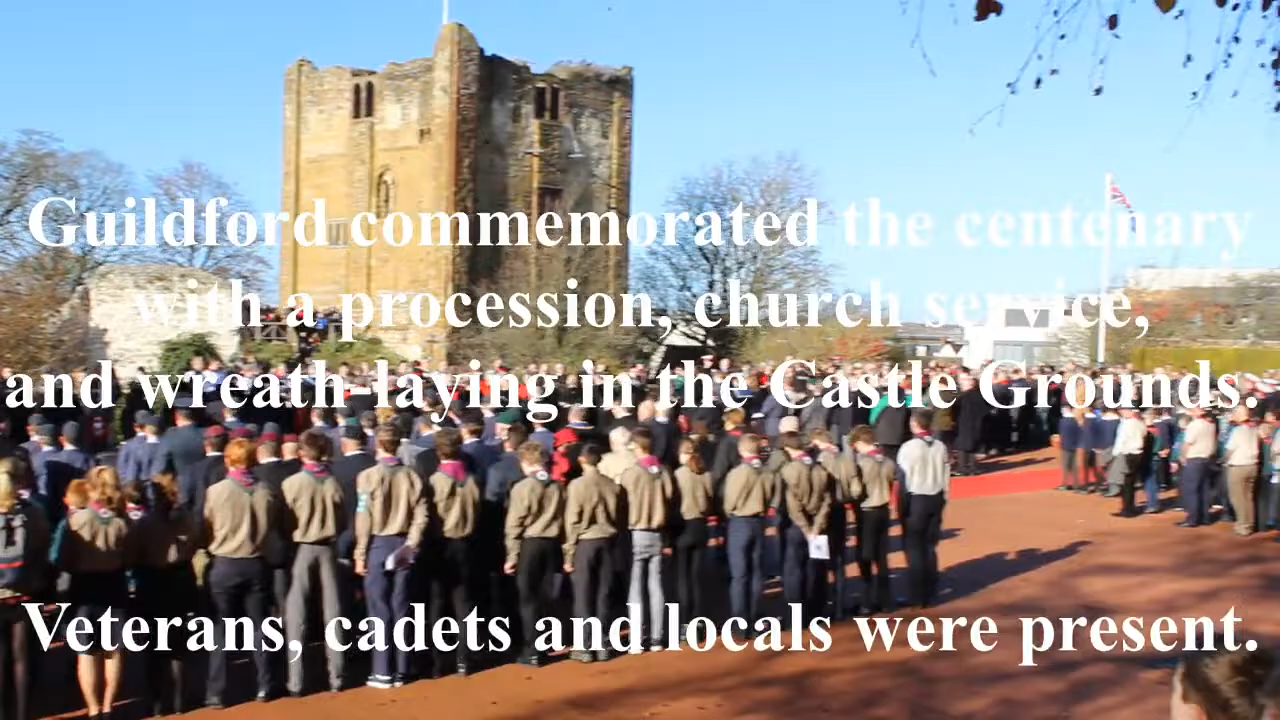 Guildford commemorated the centenary
with a procession, church service,
and wreath-laying in the Castle Grounds.
Veterans, cadets and locals were present.